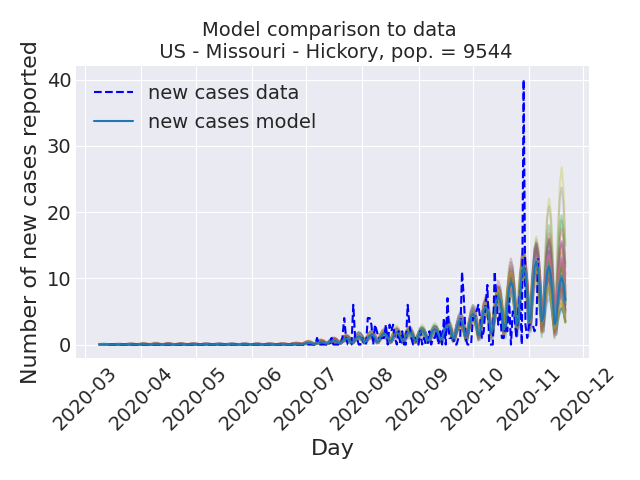 Model comparison to data
US - Missouri - Hickory, pop. = 9544
Number of new cases reported
40
30
20
10
0
new cases data
new cases model
2020-03
2020-04
2020-05
2020-06
2020-07
2020-08
2020-09
2020-10
2020-11
2020-12
Day